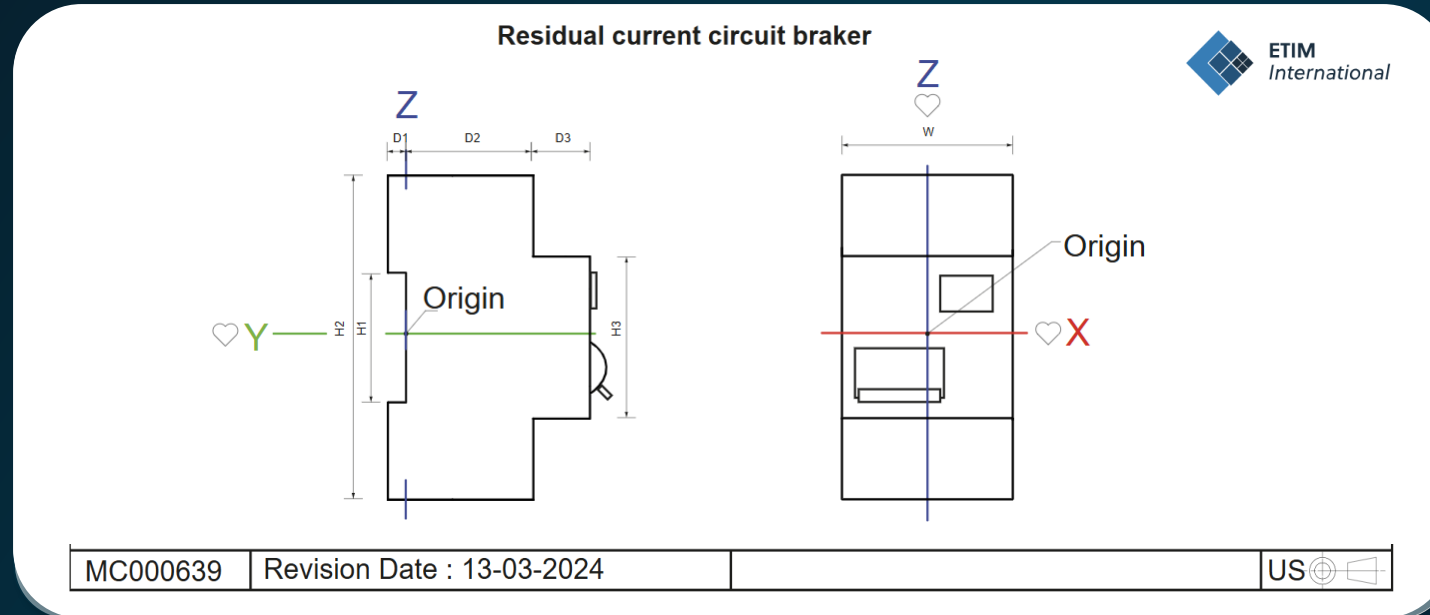 Residual current circuit braker
ETIM
International
Z
D1 D2 D3
H2
H1
H3
Origin
Y
Z
W
Origin
X
MC000639
Revision Date : 13-03-2024
US